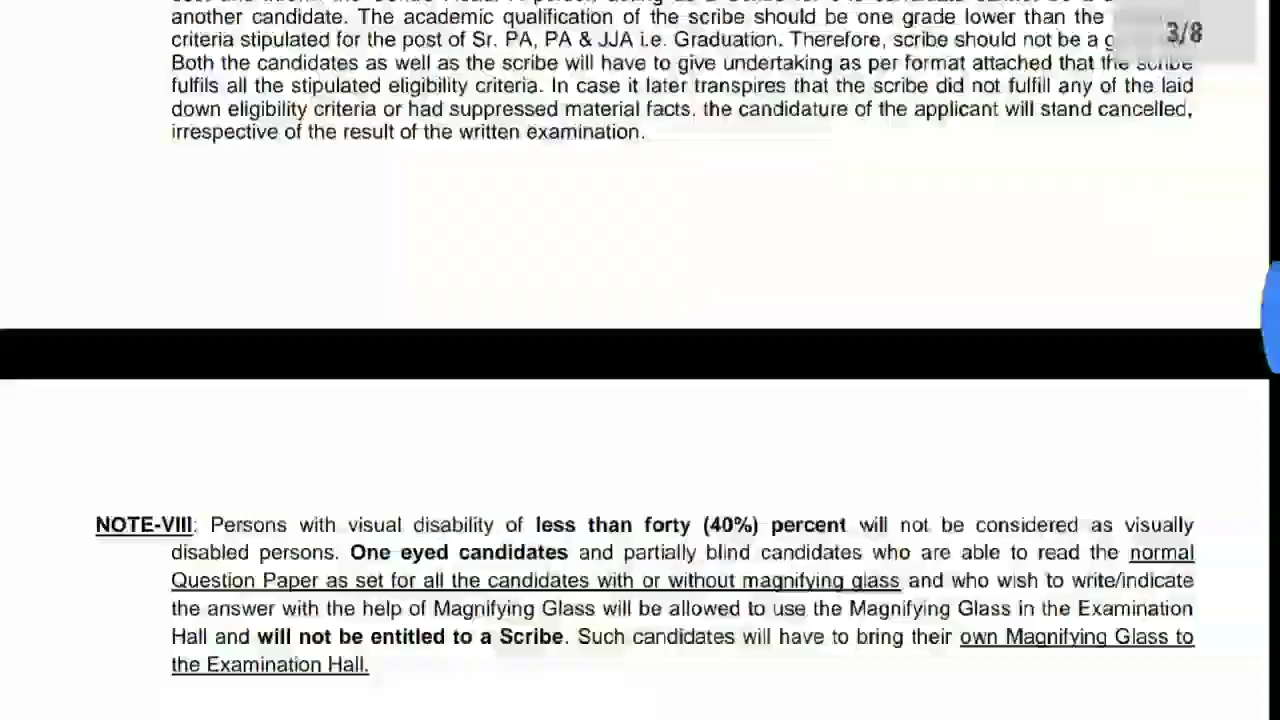 another candidate. The academic qualification of the scribe should be one grade lower than the
3/8
criteria stipulated for the post of Sr. PA, PA & JJA i.e. Graduation. Therefore, scribe should not be a
Both the candidates as well as the scribe will have to give undertaking as per format attached that the scribe
fulfils all the stipulated eligibility criteria. In case it later transpires that the scribe did not fulfill any of the laid
down eligibility criteria or had suppressed material facts, the candidature of the applicant will stand cancelled,
irrespective of the result of the written examination.
NOTE-VIII: Persons with visual disability of less than forty (40%) percent will not be considered as visually
disabled persons. One eyed candidates and partially blind candidates who are able to read the normal
Question Paper as set for all the candidates with or without magnifying glass and who wish to write/indicate
the answer with the help of Magnifying Glass will be allowed to use the Magnifying Glass in the Examination
Hall and will not be entitled to a Scribe. Such candidates will have to bring their own Magnifying Glass to
the Examination Hall.